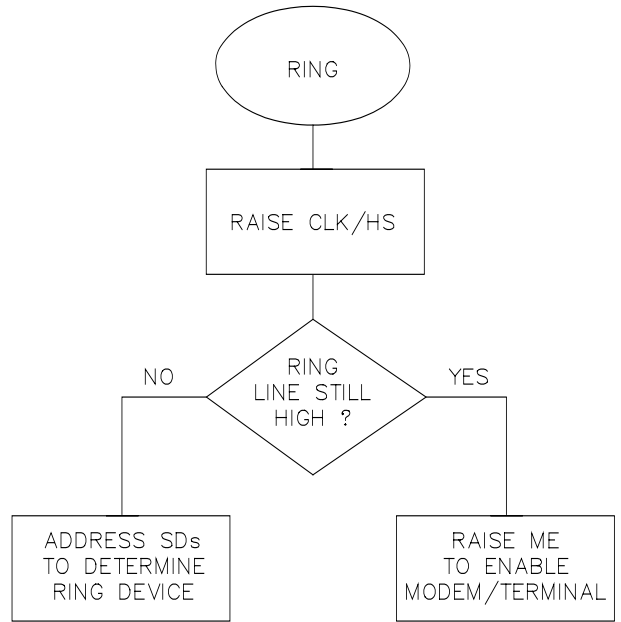 RING
RAISE CLK/HS
RING
LINE STILL
HIGH ?
NO
YES
ADDRESS SDs
TO DETERMINE
RING DEVICE
RAISE ME
TO ENABLE
MODEM/TERMINAL